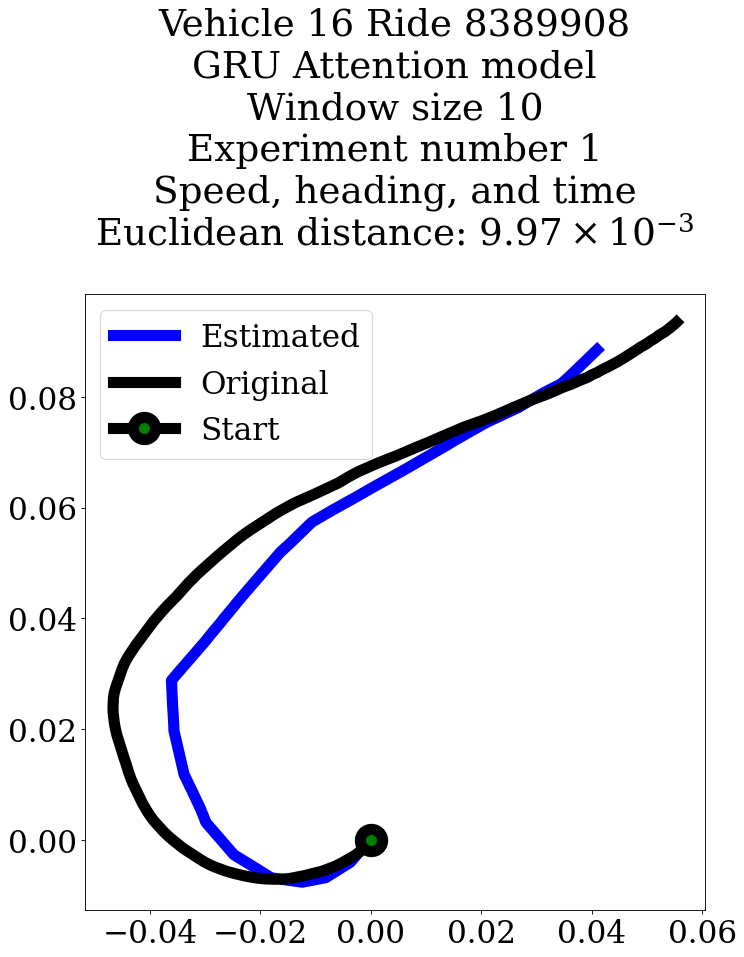 Vehicle 16 Ride 8389908
GRU Attention model
Window size 10
Experiment number 1
Speed, heading, and time
Euclidean distance: 9.97 × 10⁻³
Estimated
Original
Start
0.08
0.06
0.04
0.02
0.00
−0.04
−0.02
0.00
0.02
0.04
0.06